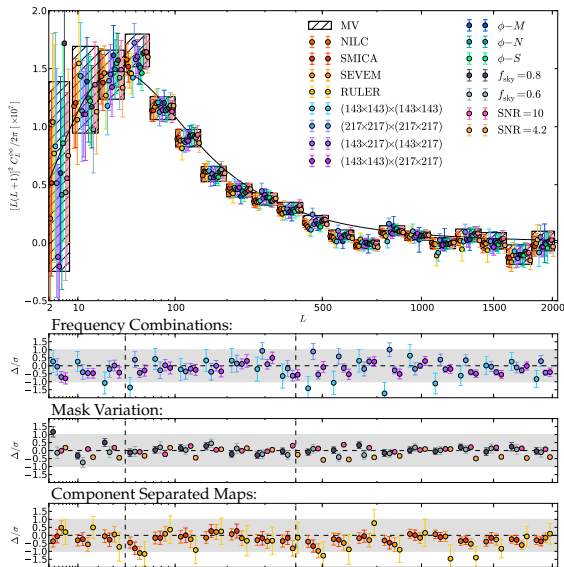 2.0
1.5
1.0
0.5
0.0
−0.5
[L(L+1)]² C_L^{φφ}/2π [×10⁷]
MV
NILC
SMICA
SEVEM
RULER
(143×143)×(143×143)
(217×217)×(217×217)
(143×217)×(143×217)
(143×143)×(217×217)
φ−M
φ−N
φ−S
f_sky=0.8
f_sky=0.6
SNR=10
SNR=4.2
2 10 100 500 1000 2000
L
Frequency Combinations:
1.5
1.0
0.5
0.0
−0.5
−1.0
−1.5
Δ/σ
Mask Variation:
1.5
1.0
0.5
0.0
−0.5
−1.0
−1.5
Δ/σ
Component Separated Maps:
1.5
1.0
0.5
0.0
−0.5
−1.0
−1.5
Δ/σ